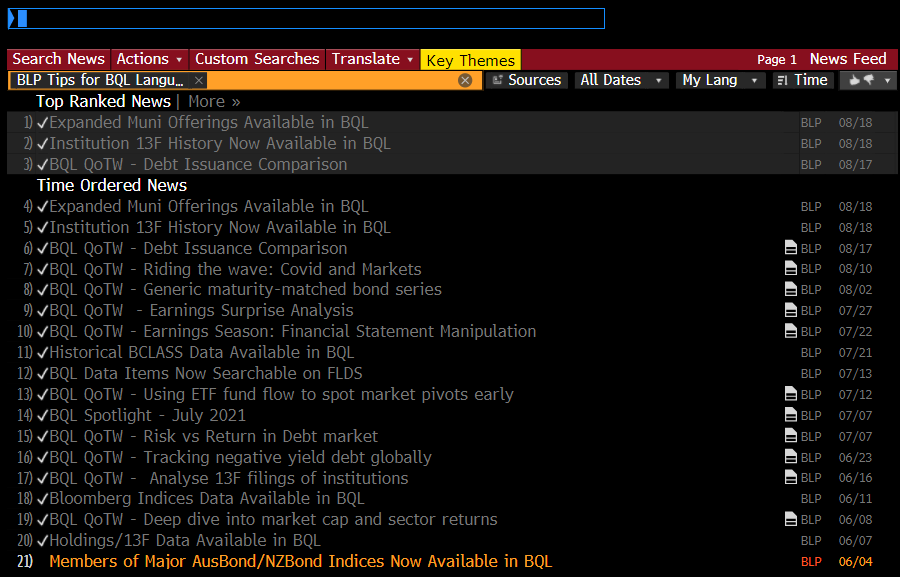 Search News Actions Custom Searches Translate Key Themes Page 1 News Feed
BLP Tips for BQL Langu... × Sources All Dates My Lang Time
Top Ranked News | More »
1) ✓Expanded Muni Offerings Available in BQL BLP 08/18
2) ✓Institution 13F History Now Available in BQL BLP 08/18
3) ✓BQL QoTW - Debt Issuance Comparison BLP 08/17
Time Ordered News
4) ✓Expanded Muni Offerings Available in BQL BLP 08/18
5) ✓Institution 13F History Now Available in BQL BLP 08/18
6) ✓BQL QoTW - Debt Issuance Comparison BLP 08/17
7) ✓BQL QoTW - Riding the wave: Covid and Markets BLP 08/10
8) ✓BQL QoTW - Generic maturity-matched bond series BLP 08/02
9) ✓BQL QoTW - Earnings Surprise Analysis BLP 07/27
10) ✓BQL QoTW - Earnings Season: Financial Statement Manipulation BLP 07/22
11) ✓Historical BCLASS Data Available in BQL BLP 07/21
12) ✓BQL Data Items Now Searchable on FLDS BLP 07/13
13) ✓BQL QoTW - Using ETF fund flow to spot market pivots early BLP 07/12
14) ✓BQL Spotlight - July 2021 BLP 07/07
15) ✓BQL QoTW - Risk vs Return in Debt market BLP 07/07
16) ✓BQL QoTW - Tracking negative yield debt globally BLP 06/23
17) ✓BQL QoTW - Analyse 13F filings of institutions BLP 06/16
18) ✓Bloomberg Indices Data Available in BQL BLP 06/11
19) ✓BQL QoTW - Deep dive into market cap and sector returns BLP 06/08
20) ✓Holdings/13F Data Available in BQL BLP 06/07
21) Members of Major AusBond/NZBond Indices Now Available in BQL BLP 06/04